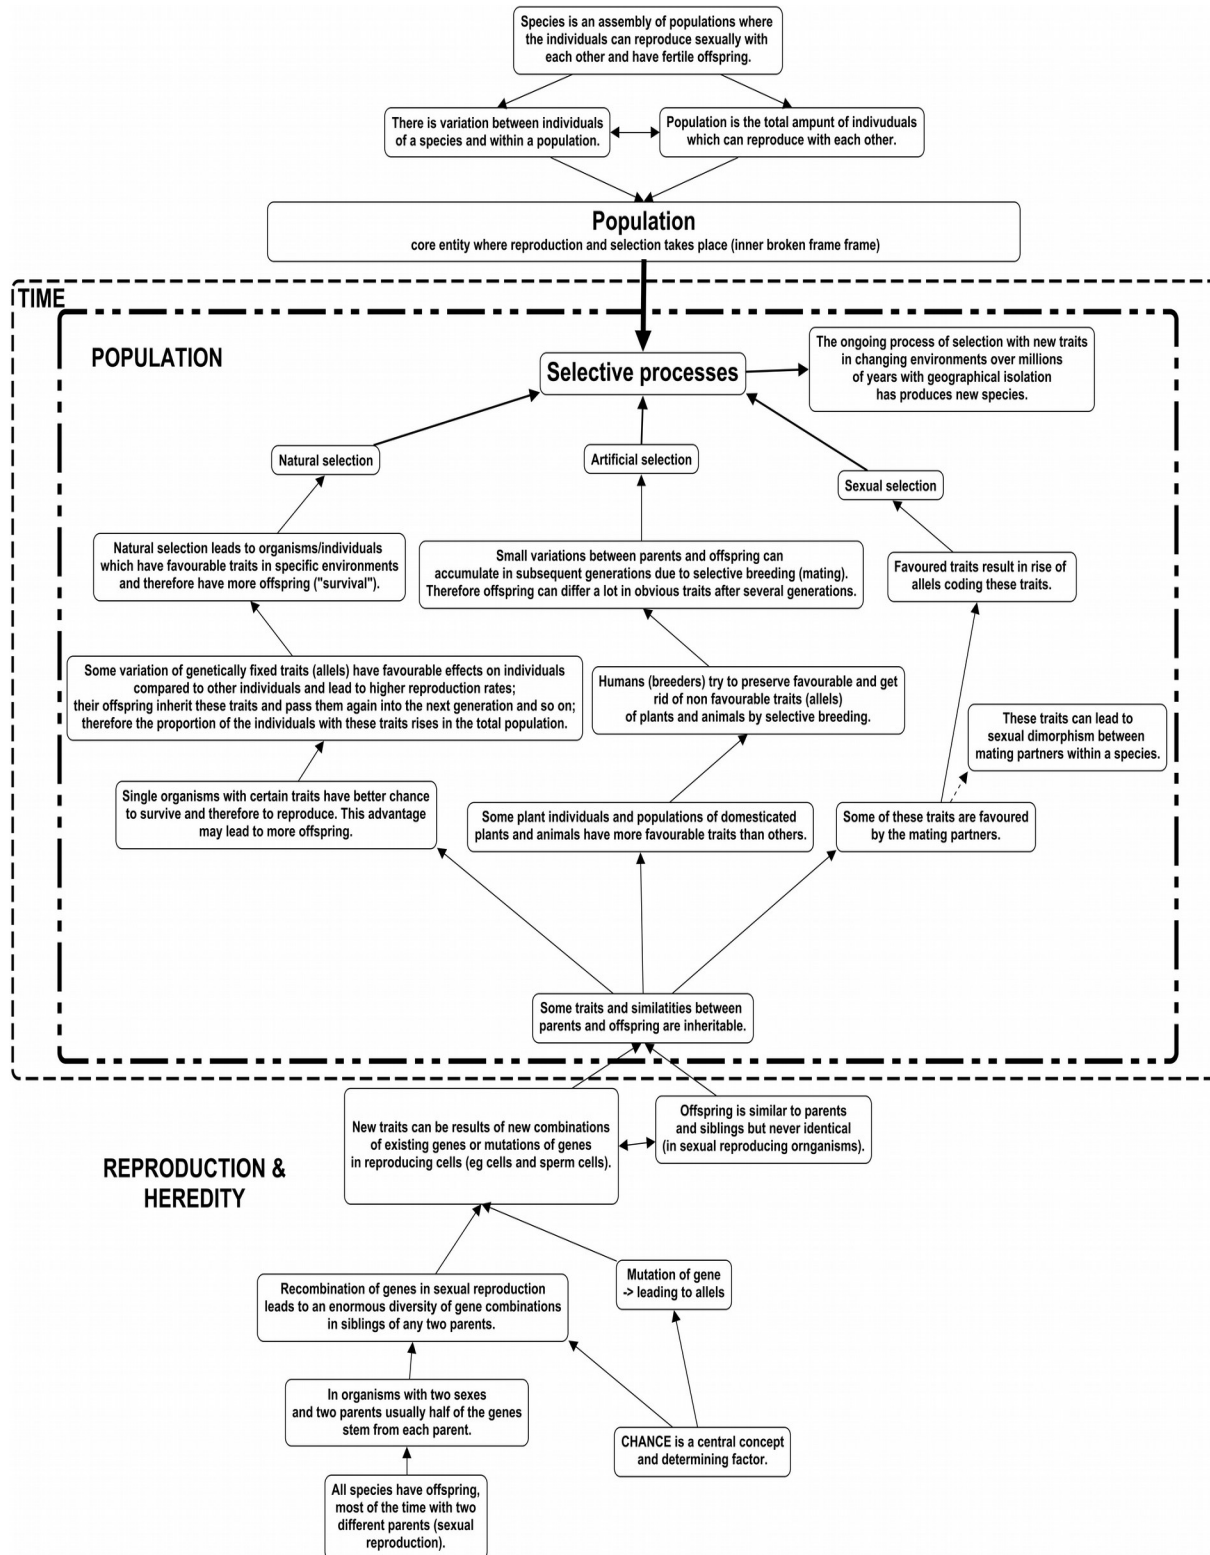 Species is an assembly of populations where
the individuals can reproduce sexually with
each other and have fertile offspring.
There is variation between individuals
of a species and within a population.
Population is the total ampunt of indivuduals
which can reproduce with each other.
Population
core entity where reproduction and selection takes place (inner broken frame frame)
TIME
POPULATION
Selective processes
The ongoing process of selection with new traits
in changing environments over millions
of years with geographical isolation
has produces new species.
Natural selection
Artificial selection
Sexual selection
Natural selection leads to organisms/individuals
which have favourable traits in specific environments
and therefore have more offspring ("survival").
Small variations between parents and offspring can
accumulate in subsequent generations due to selective breeding (mating).
Therefore offspring can differ a lot in obvious traits after several generations.
Favoured traits result in rise of
allels coding these traits.
Some variation of genetically fixed traits (allels) have favourable effects on individuals
compared to other individuals and lead to higher reproduction rates;
their offspring inherit these traits and pass them again into the next generation and so on;
therefore the proportion of the individuals with these traits rises in the total population.
Humans (breeders) try to preserve favourable and get
rid of non favourable traits (allels)
of plants and animals by selective breeding.
These traits can lead to
sexual dimorphism between
mating partners within a species.
Single organisms with certain traits have better chance
to survive and therefore to reproduce. This advantage
may lead to more offspring.
Some plant individuals and populations of domesticated
plants and animals have more favourable traits than others.
Some of these traits are favoured
by the mating partners.
Some traits and similatities between
parents and offspring are inheritable.
New traits can be results of new combinations
of existing genes or mutations of genes
in reproducing cells (eg cells and sperm cells).
Offspring is similar to parents
and siblings but never identical
(in sexual reproducing ornganisms).
REPRODUCTION &
HEREDITY
Recombination of genes in sexual reproduction
leads to an enormous diversity of gene combinations
in siblings of any two parents.
Mutation of gene
-> leading to allels
In organisms with two sexes
and two parents usually half of the genes
stem from each parent.
CHANCE is a central concept
and determining factor.
All species have offspring,
most of the time with two
different parents (sexual
reproduction).